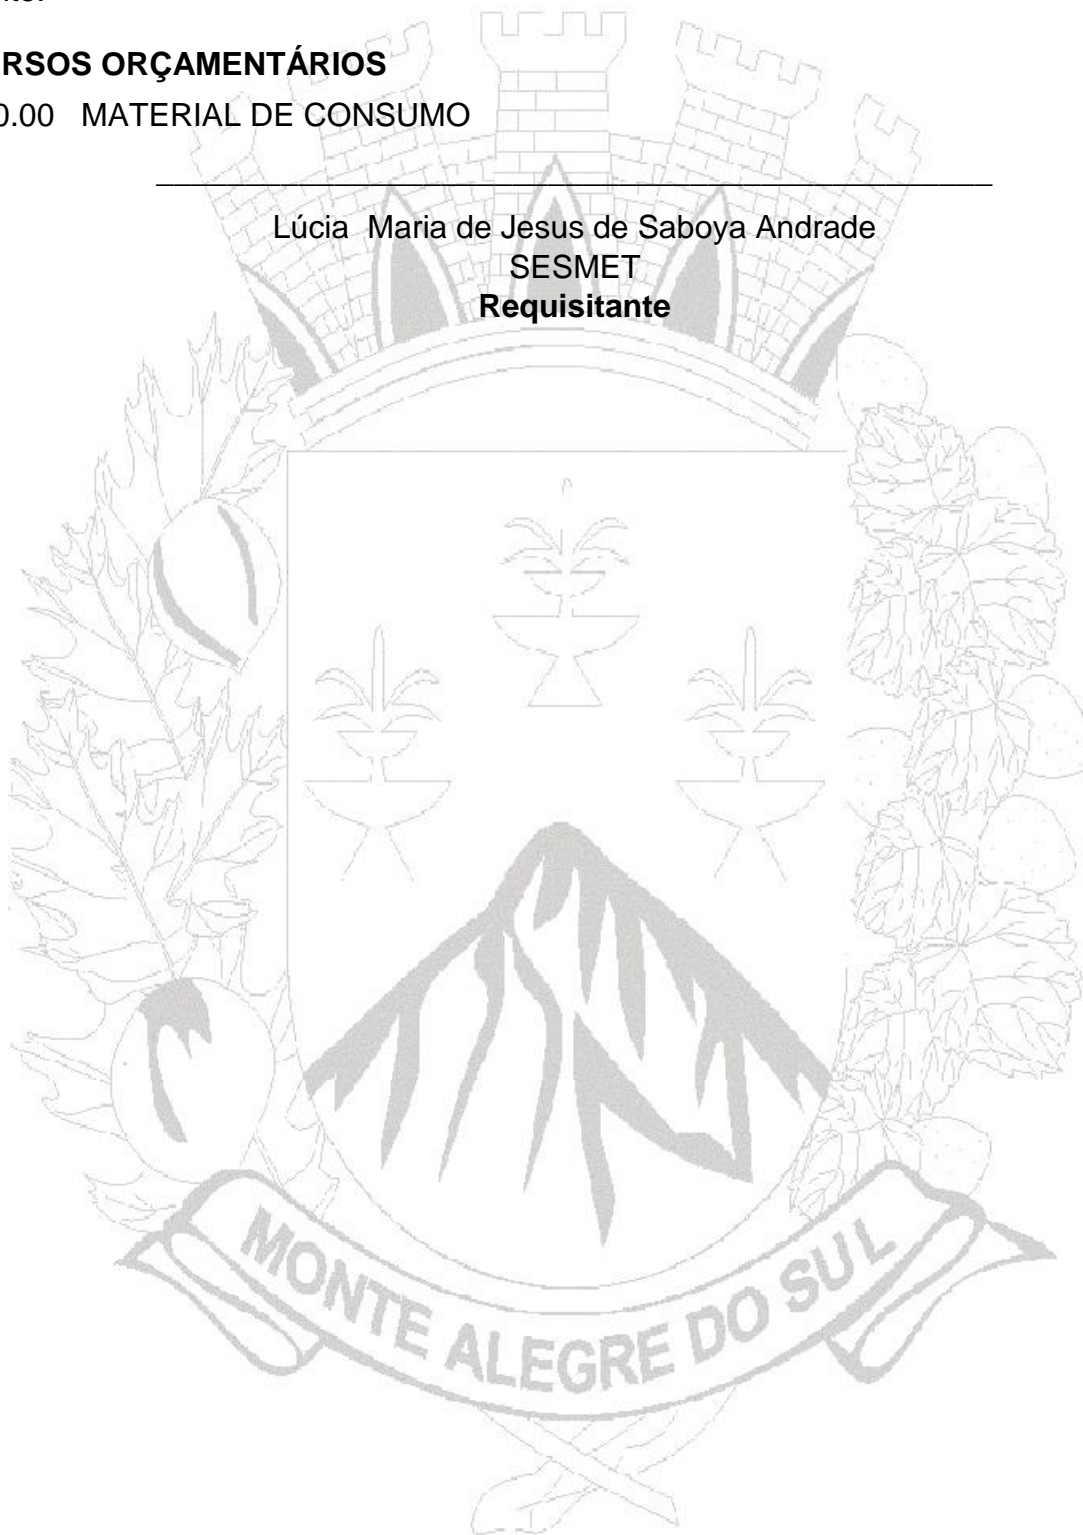 RSOS ORÇAMENTÁRIOS
0.00 MATERIAL DE CONSUMO
Lúcia Maria de Jesus de Saboya Andrade
SESMET
Requisitante
MONTE ALEGRE DO SUL